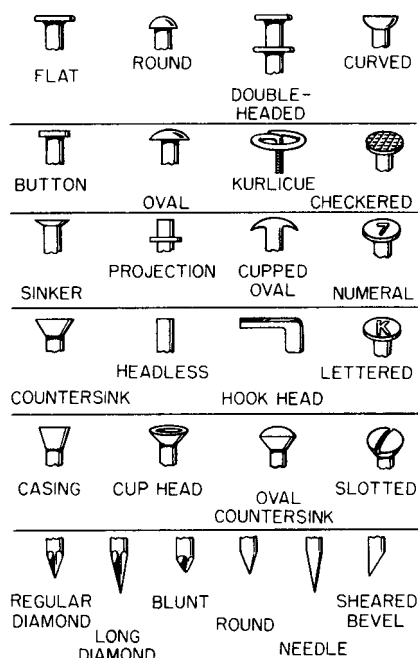 FLAT
ROUND
DOUBLE-
HEADED
CURVED
BUTTON
OVAL
KURLICUE
CHECKERED
SINKER
PROJECTION
CUPPED
OVAL
7
NUMERAL
COUNTERSINK
HEADLESS
HOOK HEAD
K
LETTERED
CASING
CUP HEAD
OVAL
COUNTERSINK
SLOTTED
REGULAR
DIAMOND
LONG
DIAMOND
BLUNT
ROUND
NEEDLE
SHEARED
BEVEL